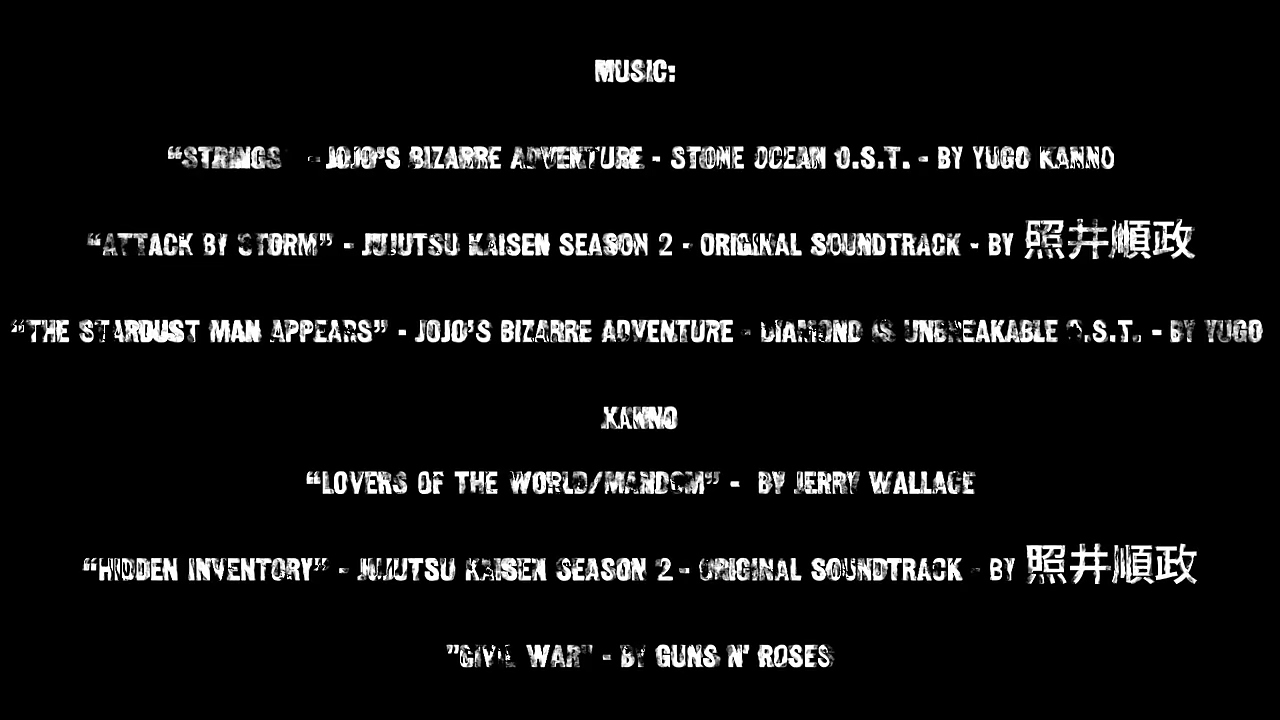 MUSIC:
“STRINGS - JOJO’S BIZARRE ADVENTURE - STONE OCEAN O.S.T. - BY YUGO KANNO
“ATTACK BY STORM” - JUJUTSU KAISEN SEASON 2 - ORIGINAL SOUNDTRACK - BY 照井順政
“THE STARDUST MAN APPEARS” - JOJO’S BIZARRE ADVENTURE - DIAMOND IS UNBREAKABLE O.S.T. - BY YUGO
KANNO
“LOVERS OF THE WORLD/MANDOM” - BY JERRY WALLACE
“HIDDEN INVENTORY” - JUJUTSU KAISEN SEASON 2 - ORIGINAL SOUNDTRACK - BY 照井順政
"CIVIL WAR" - BY GUNS N' ROSES